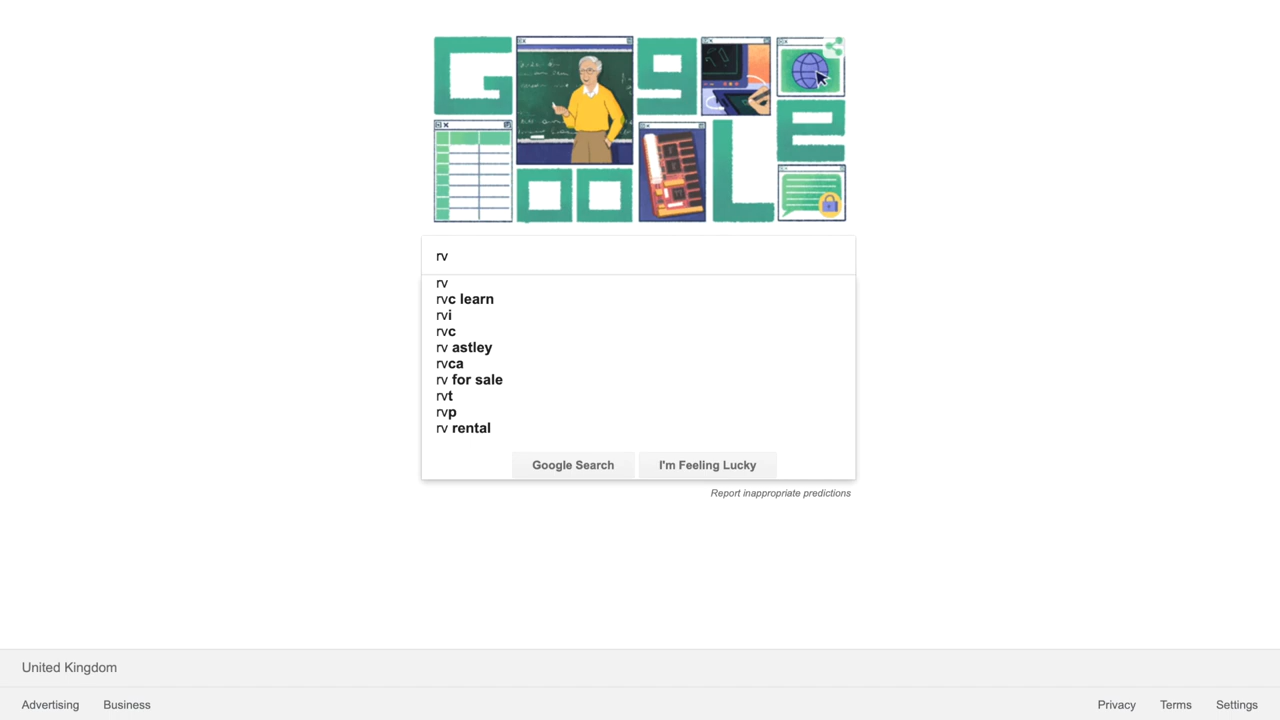 GOOGLE
rv
rv
rvc learn
rvi
rvc
rv astley
rvca
rv for sale
rvt
rvp
rv rental
Google Search I'm Feeling Lucky
Report inappropriate predictions
United Kingdom
Advertising Business Privacy Terms Settings